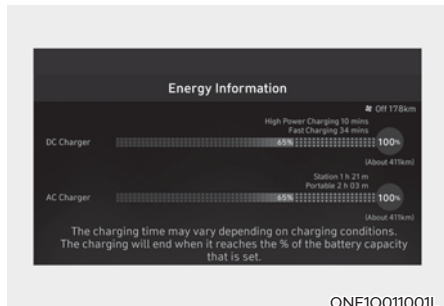 Energy Information
Off 178km
High Power Charging 10 mins
Fast Charging 34 mins
DC Charger 65% 100%
(About 411km)
Station 1 h 21 m
Portable 2 h 03 m
AC Charger 65% 100%
(About 411km)
The charging time may vary depending on charging conditions.
The charging will end when it reaches the % of the battery capacity
that is set.
ONE1Q011001L